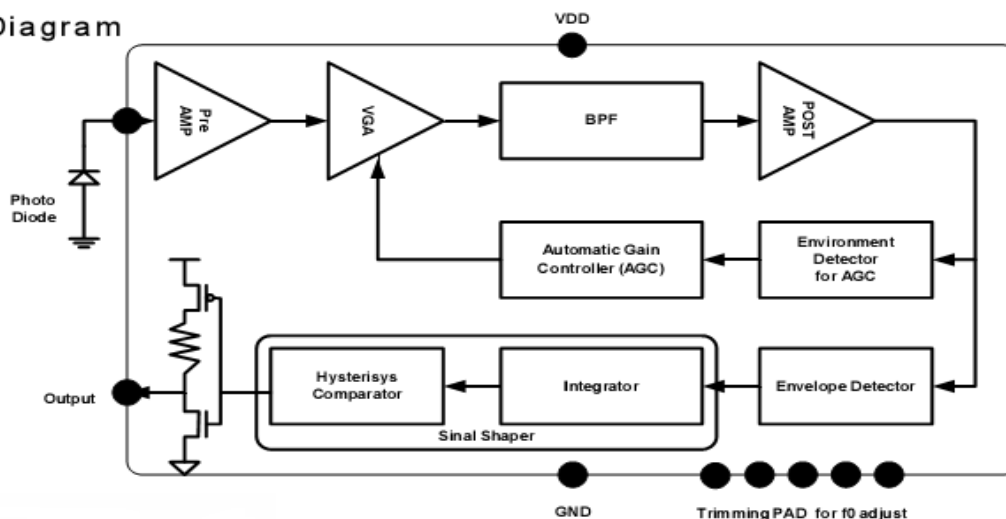 Diagram
VDD
Pre
AMP
VGA
BPF
POST
AMP
Photo
Diode
Automatic Gain
Controller (AGC)
Environment
Detector
for AGC
Output
Hysterisys
Comparator
Integrator
Envelope Detector
Sinal Shaper
GND
Trimming PAD for f0 adjust